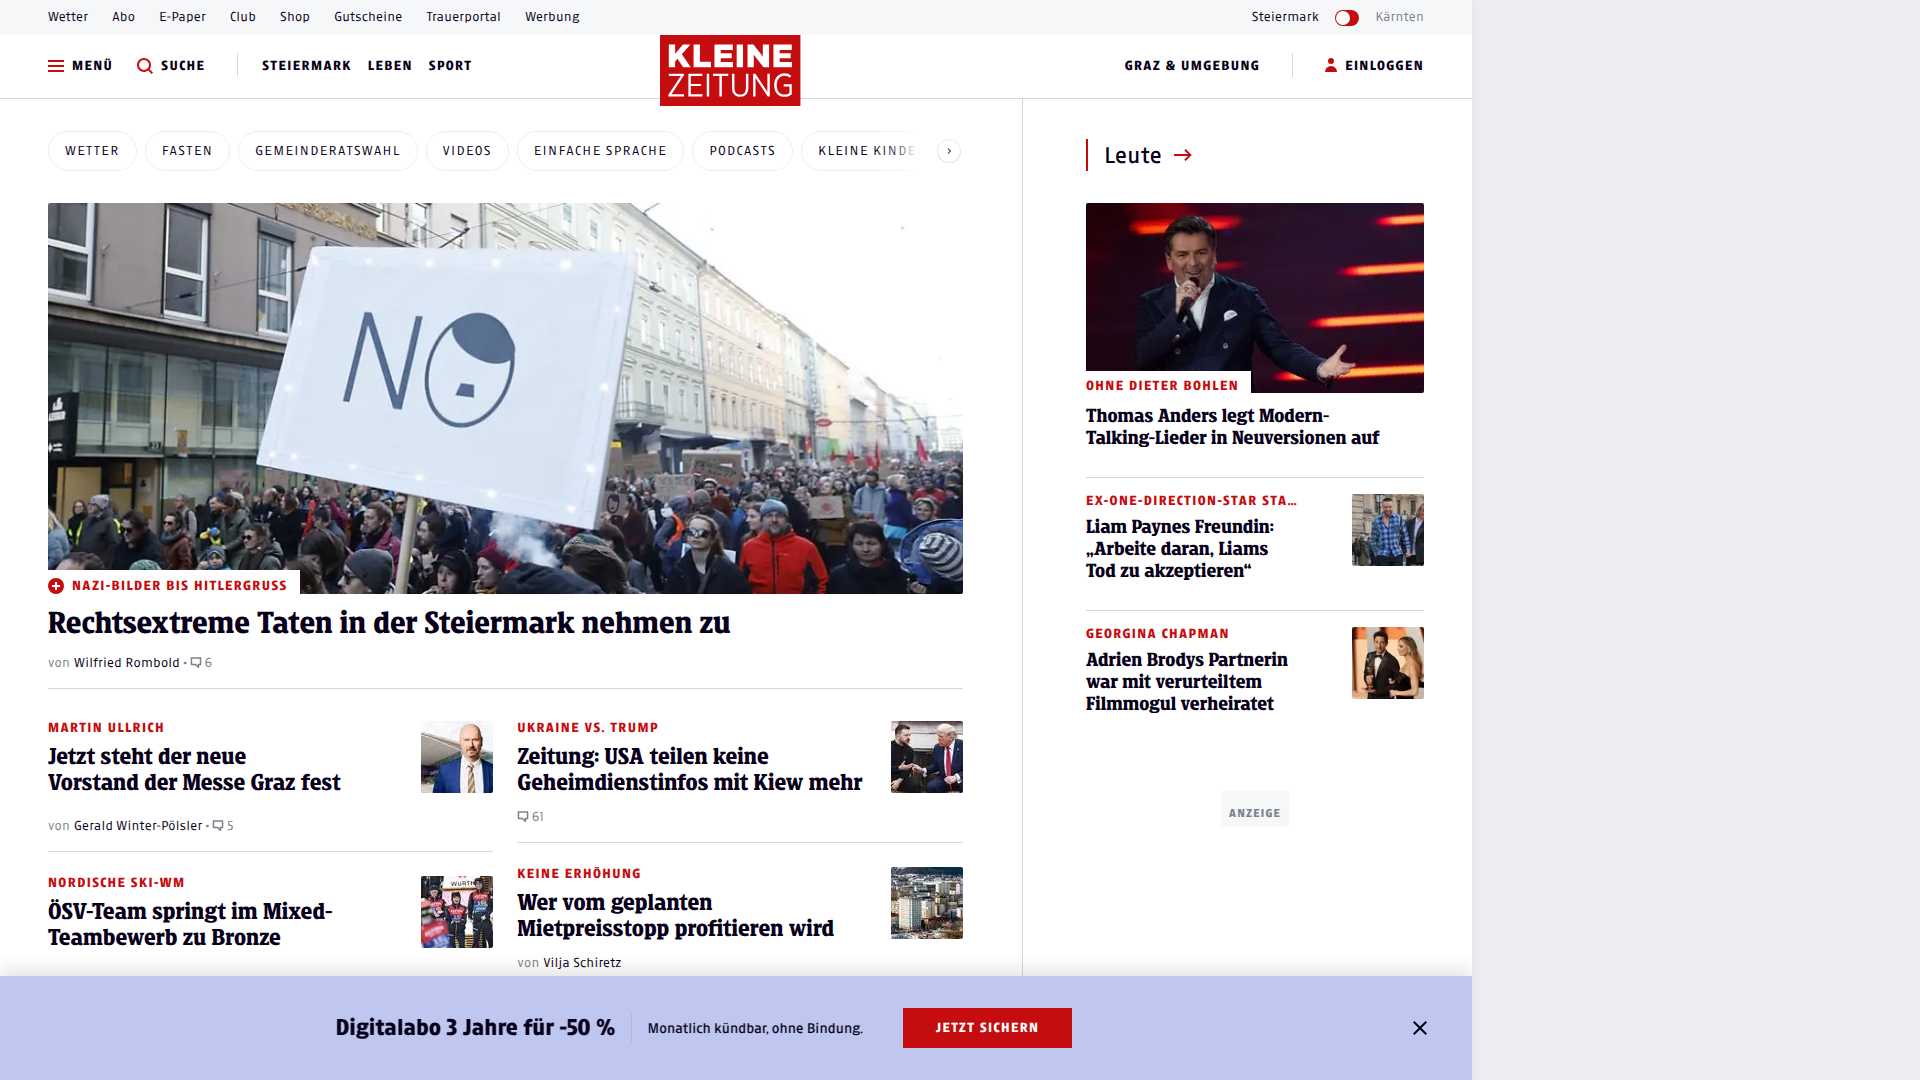 Wetter Abo E-Paper Club Shop Gutscheine Trauerportal Werbung Steiermark Kärnten
MENÜ SUCHE STEIERMARK LEBEN SPORT KLEINE ZEITUNG GRAZ & UMGEBUNG EINLOGGEN
WETTER FASTEN GEMEINDERATSWAHL VIDEOS EINFACHE SPRACHE PODCASTS KLEINE KINDE
NO
NAZI-BILDER BIS HITLERGRUSS
Rechtsextreme Taten in der Steiermark nehmen zu
von Wilfried Rombold • 6
MARTIN ULLRICH
Jetzt steht der neue
Vorstand der Messe Graz fest
von Gerald Winter-Pölsler • 5
NORDISCHE SKI-WM
ÖSV-Team springt im Mixed-
Teambewerb zu Bronze
WÜRTH
UKRAINE VS. TRUMP
Zeitung: USA teilen keine
Geheimdienstinfos mit Kiew mehr
61
KEINE ERHÖHUNG
Wer vom geplanten
Mietpreisstopp profitieren wird
von Vilja Schiretz
Leute
OHNE DIETER BOHLEN
Thomas Anders legt Modern-
Talking-Lieder in Neuversionen auf
EX-ONE-DIRECTION-STAR STA...
Liam Paynes Freundin:
„Arbeite daran, Liams
Tod zu akzeptieren“
GEORGINA CHAPMAN
Adrien Brodys Partnerin
war mit verurteiltem
Filmmogul verheiratet
ANZEIGE
Digitalabo 3 Jahre für -50 % Monatlich kündbar, ohne Bindung. JETZT SICHERN